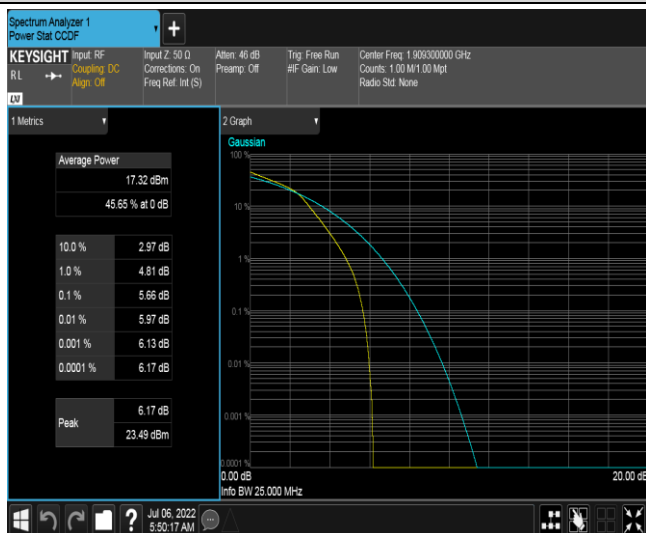 Spectrum Analyzer 1
Power Stat CCDF
+
KEYSIGHT
RL
LXI
Input: RF
Coupling: DC
Align: Off
Input Z: 50 Ω
Corrections: On
Freq Ref: Int (S)
Atten: 46 dB
Preamp: Off
Trig: Free Run
#IF Gain: Low
Center Freq: 1.909300000 GHz
Counts: 1.00 M/1.00 Mpt
Radio Std: None
1 Metrics
Average Power
17.32 dBm
45.65 % at 0 dB
10.0 % 2.97 dB
1.0 % 4.81 dB
0.1 % 5.66 dB
0.01 % 5.97 dB
0.001 % 6.13 dB
0.0001 % 6.17 dB
Peak
6.17 dB
23.49 dBm
2 Graph
Gaussian
100 %
10 %
1 %
0.1 %
0.01 %
0.001 %
0.0001 %
0.00 dB 20.00 dB
Info BW 25.000 MHz
?
Jul 06, 2022
5:50:17 AM